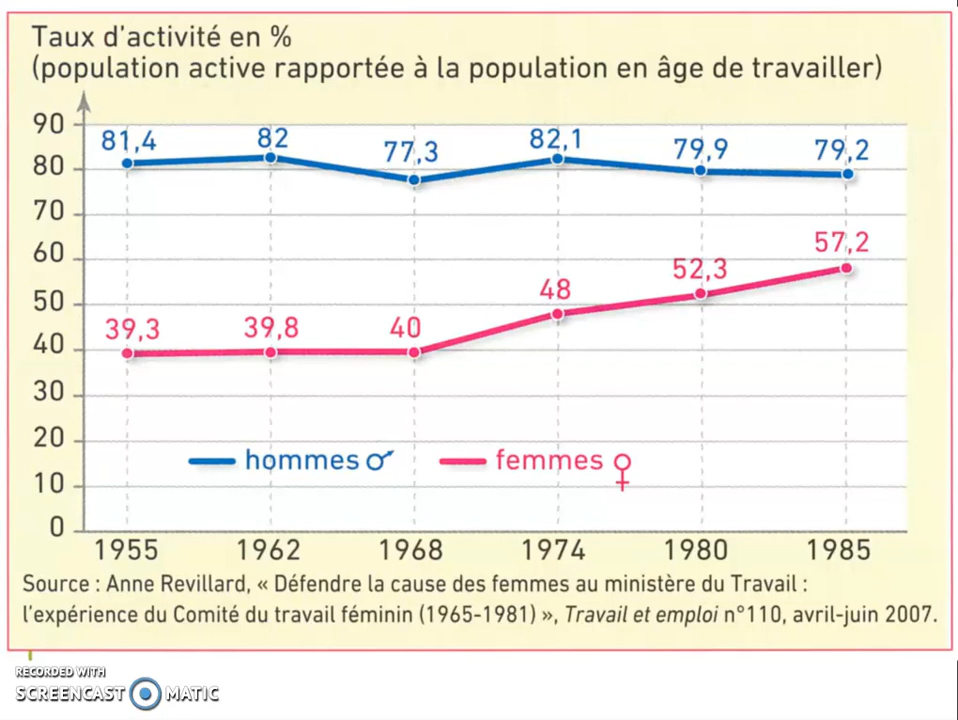 Taux d'activité en %
(population active rapportée à la population en âge de travailler)
90
81,4 82 77,3 82,1 79,9 79,2
80
70
60
57,2
52,3
50
48
40
39,3 39,8 40
30
20
hommes ♂ femmes ♀
10
0
1955 1962 1968 1974 1980 1985
Source : Anne Revillard, « Défendre la cause des femmes au ministère du Travail :
l'expérience du Comité du travail féminin (1965-1981) », Travail et emploi n°110, avril-juin 2007.
RECORDED WITH
SCREENCAST MATIC